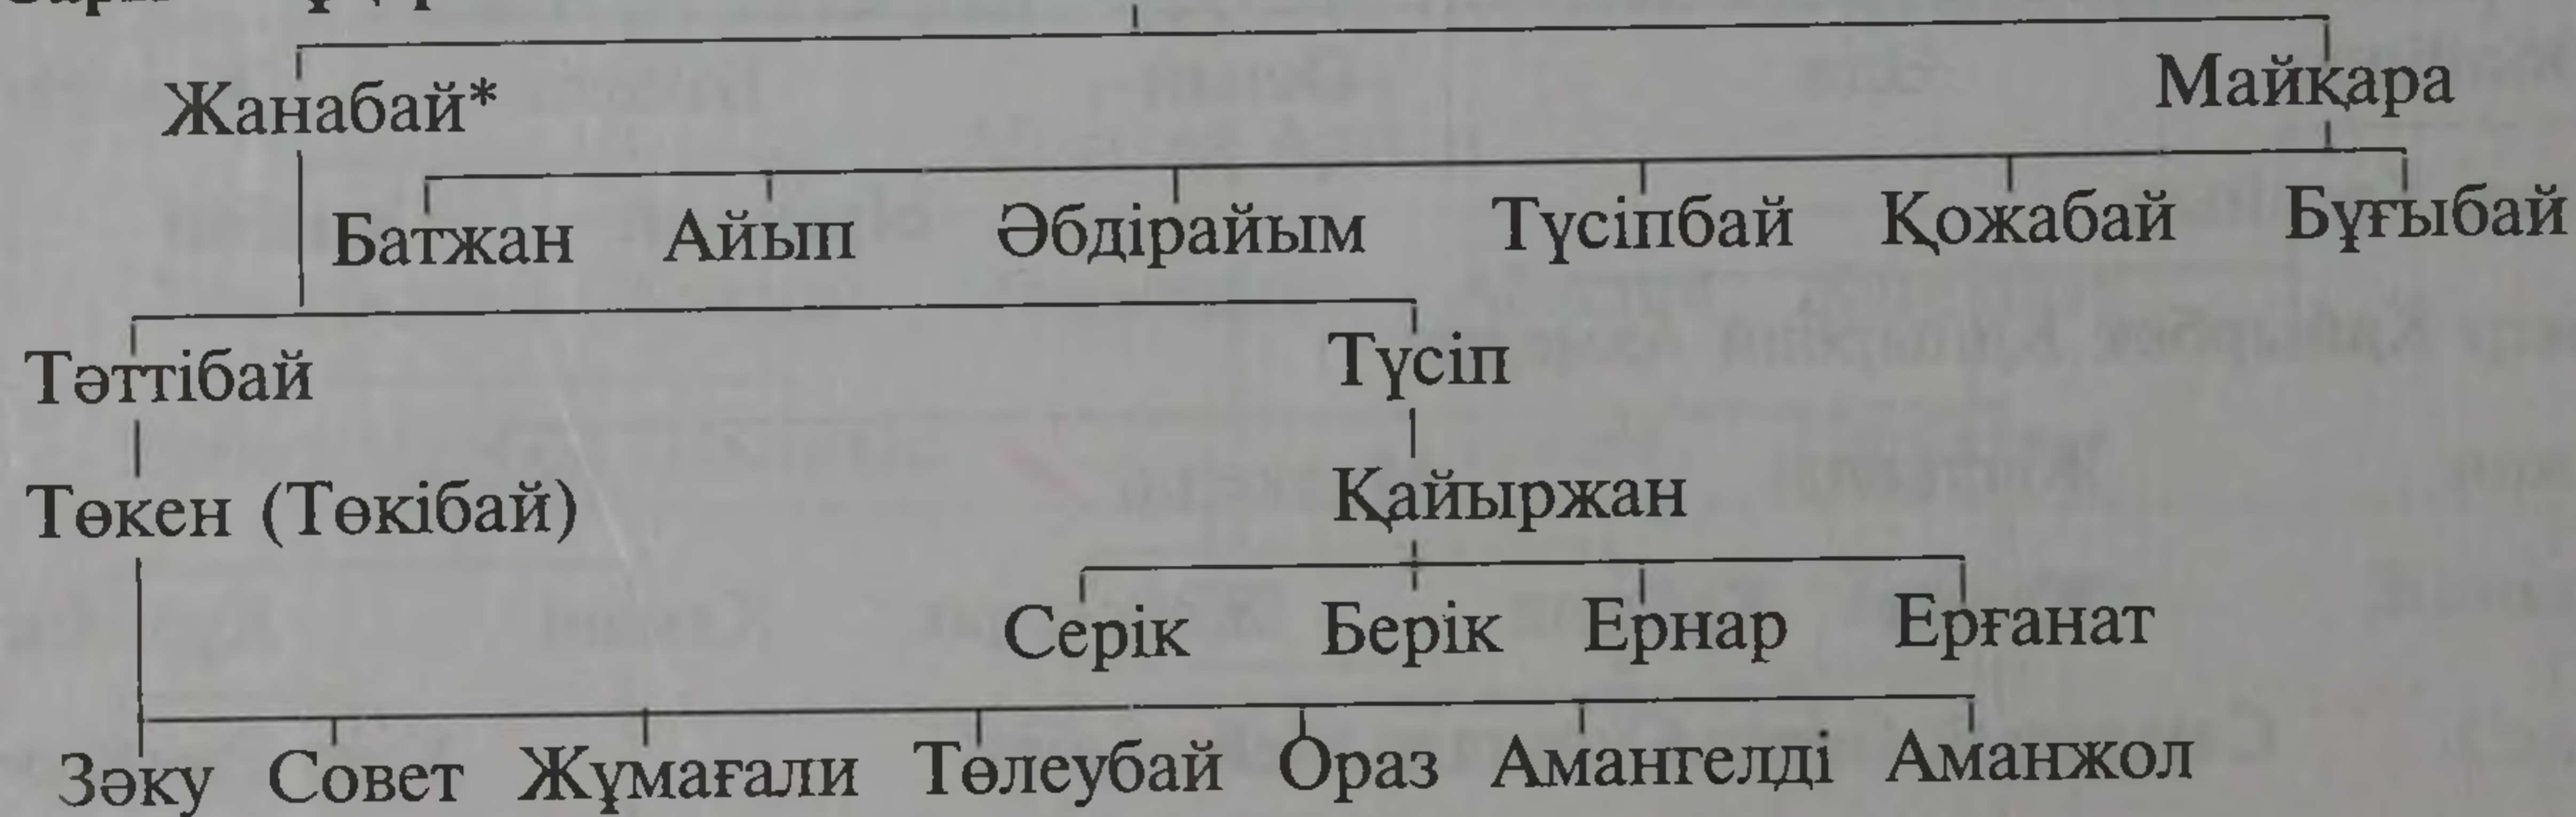 Жанабай* Майқара
Батжан Айып Әбдірайым Түсіпбай Қожабай Бұғыбай
Тәттібай Түсіп
Төкен (Төкібай) Қайыржан
Серік Берік Ернар Ерғанат
Зәку Совет Жұмағали Төлеубай Ораз Амангелді Аманжол